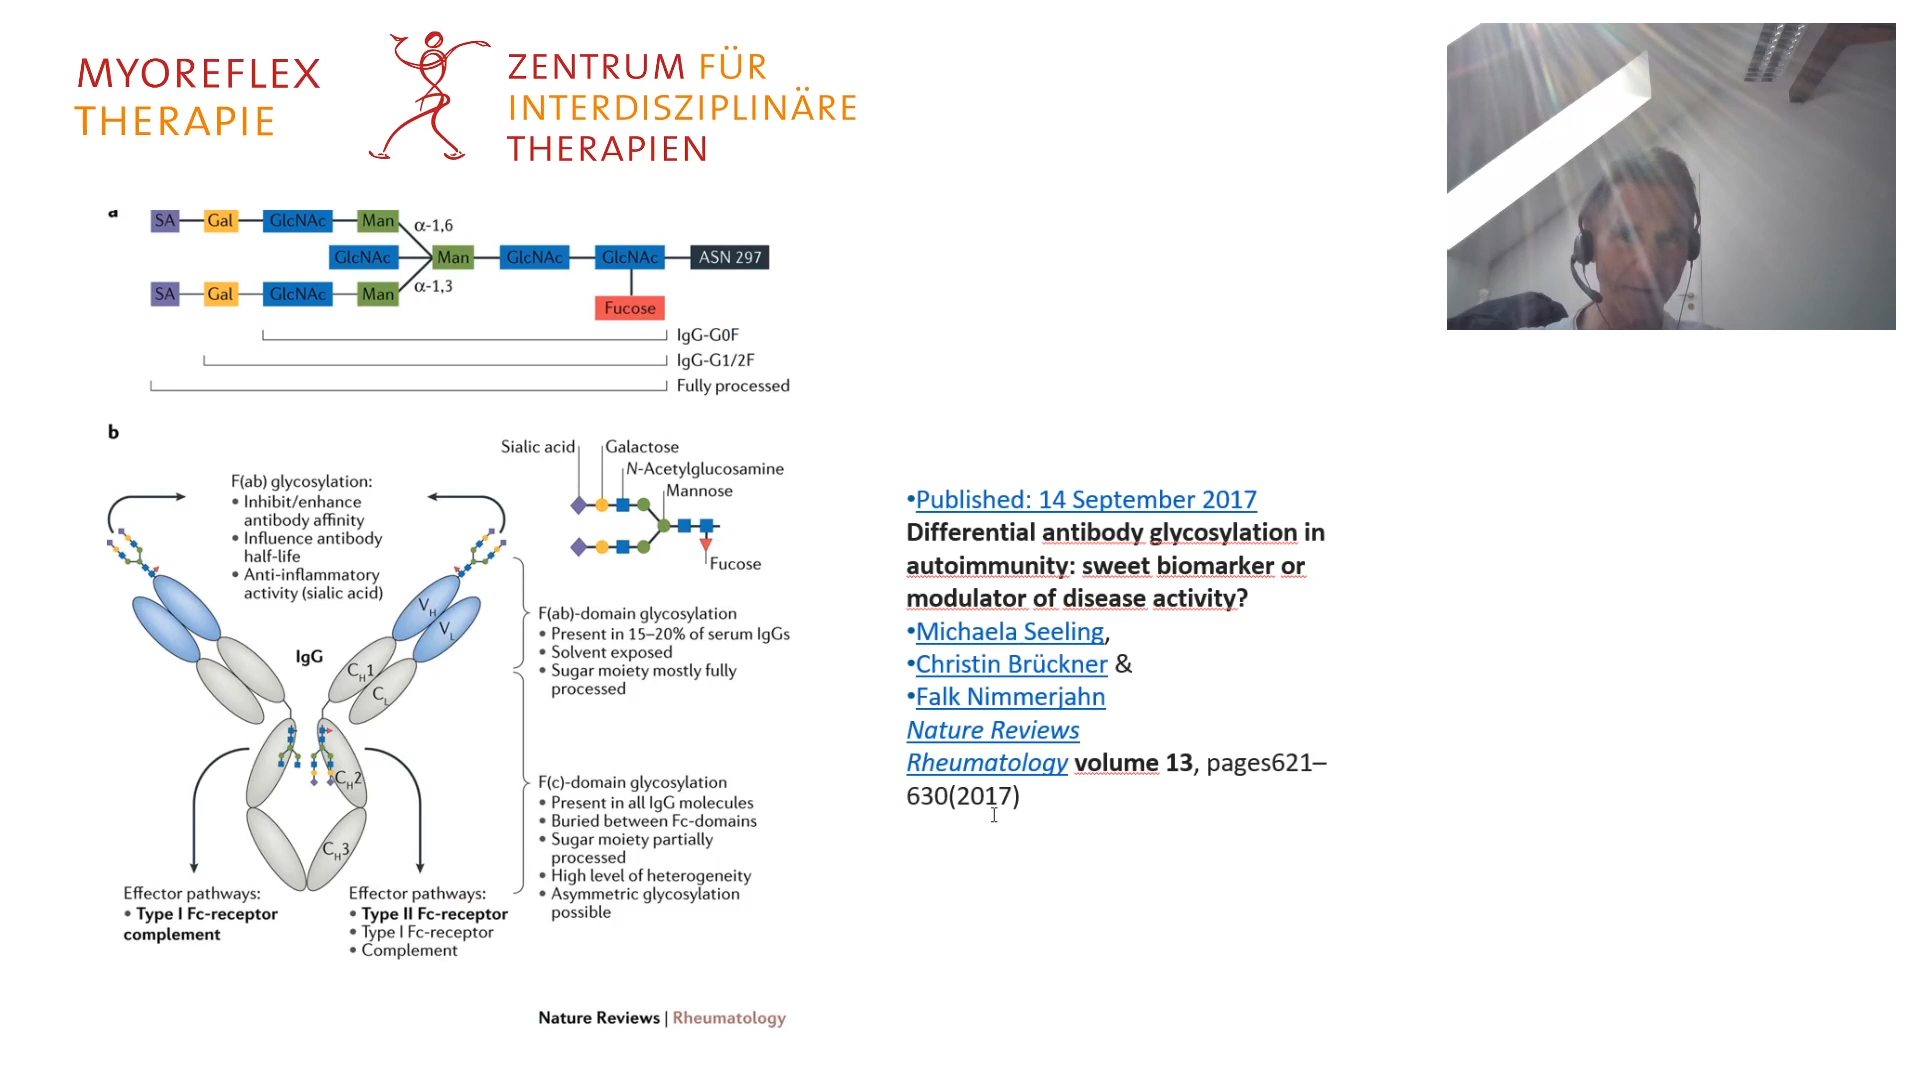 MYOREFLEX
THERAPIE
ZENTRUM FÜR
INTERDISZIPLINÄRE
THERAPIEN
a
SA Gal GlcNAc Man α-1,6
GlcNAc Man GlcNAc GlcNAc ASN 297
SA Gal GlcNAc Man α-1,3
Fucose
IgG-G0F
IgG-G1/2F
Fully processed
b
Sialic acid Galactose
N-Acetylglucosamine
Mannose
Fucose
F(ab) glycosylation:
• Inhibit/enhance
antibody affinity
• Influence antibody
half-life
• Anti-inflammatory
activity (sialic acid)
VH
VL
IgG
CH1
CL
CH2
CH3
F(ab)-domain glycosylation
• Present in 15–20% of serum IgGs
• Solvent exposed
• Sugar moiety mostly fully
processed
F(c)-domain glycosylation
• Present in all IgG molecules
• Buried between Fc-domains
• Sugar moiety partially
processed
• High level of heterogeneity
• Asymmetric glycosylation
possible
Effector pathways:
• Type I Fc-receptor
complement
Effector pathways:
• Type II Fc-receptor
• Type I Fc-receptor
• Complement
Nature Reviews | Rheumatology
•Published: 14 September 2017
Differential antibody glycosylation in
autoimmunity: sweet biomarker or
modulator of disease activity?
•Michaela Seeling,
•Christin Brückner &
•Falk Nimmerjahn
Nature Reviews
Rheumatology volume 13, pages621–
630(2017)